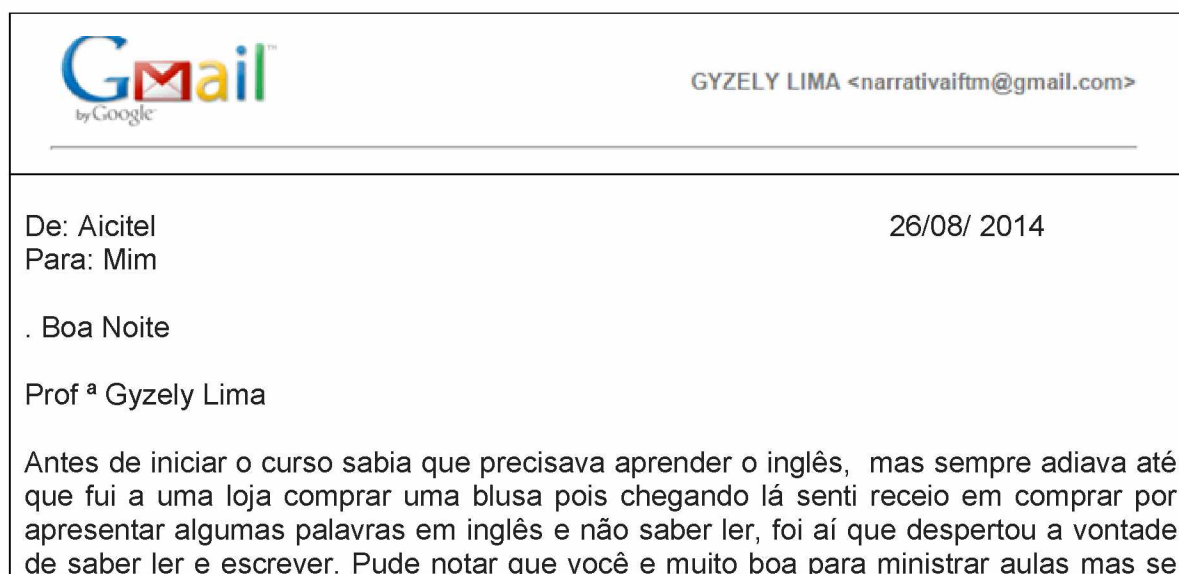 Gmail™
by Google
GYZELY LIMA <narrativaiftm@gmail.com>
De: Aicitel 26/08/ 2014
Para: Mim
. Boa Noite
Prof ª Gyzely Lima
Antes de iniciar o curso sabia que precisava aprender o inglês, mas sempre adiava até
que fui a uma loja comprar uma blusa pois chegando lá senti receio em comprar por
apresentar algumas palavras em inglês e não saber ler, foi aí que despertou a vontade
de saber ler e escrever. Pude notar que você e muito boa para ministrar aulas mas se